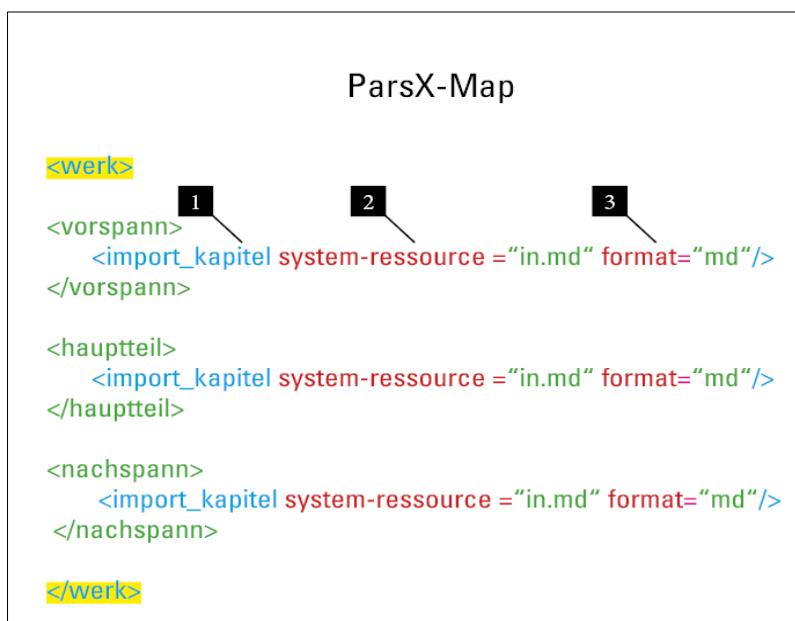 ParsX-Map
<werk>
1 2 3
<vorspann>
<import_kapitel system-ressource =“in.md“ format=“md“/>
</vorspann>
<hauptteil>
<import_kapitel system-ressource =“in.md“ format=“md“/>
</hauptteil>
<nachspann>
<import_kapitel system-ressource =“in.md“ format=“md“/>
</nachspann>
</werk>